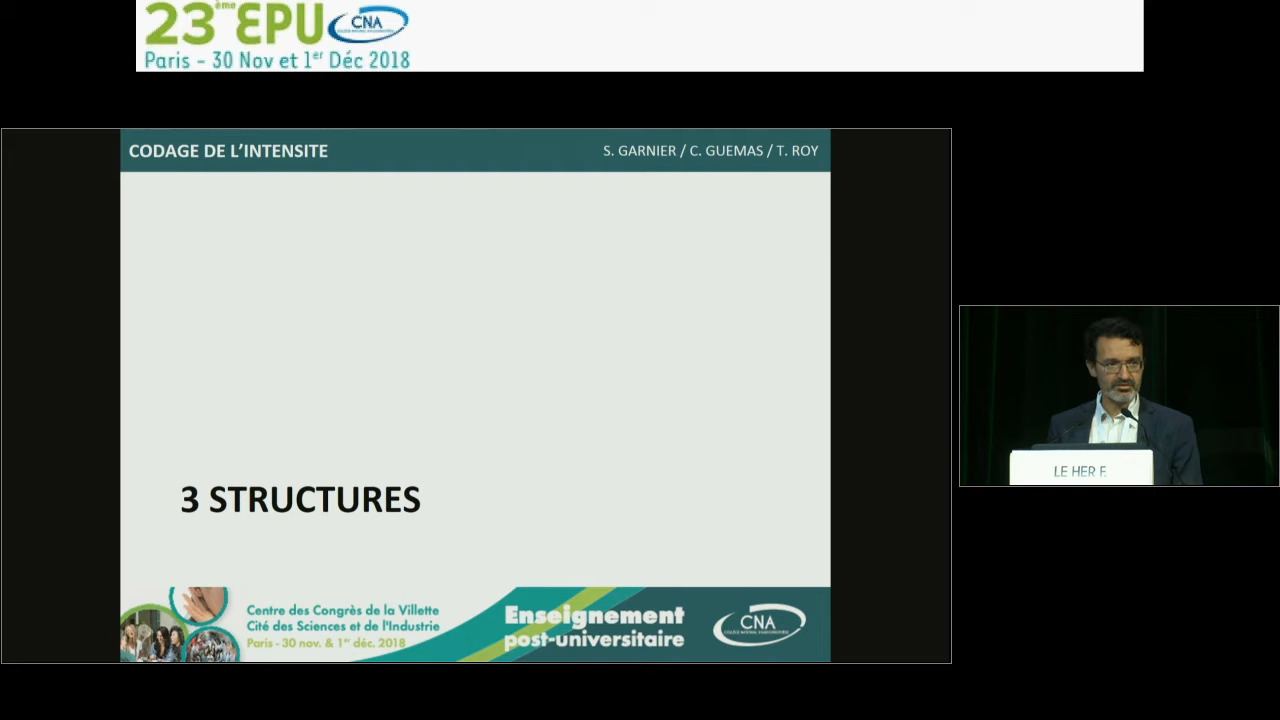 23ème EPU CNA
Paris - 30 Nov et 1er Déc 2018
CODAGE DE L'INTENSITE
S. GARNIER / C. GUEMAS / T. ROY
3 STRUCTURES
Centre des Congrès de la Villette
Cité des Sciences et de l'Industrie
Paris - 30 nov. & 1er déc. 2018
Enseignement
post-universitaire
CNA
LE HER F.